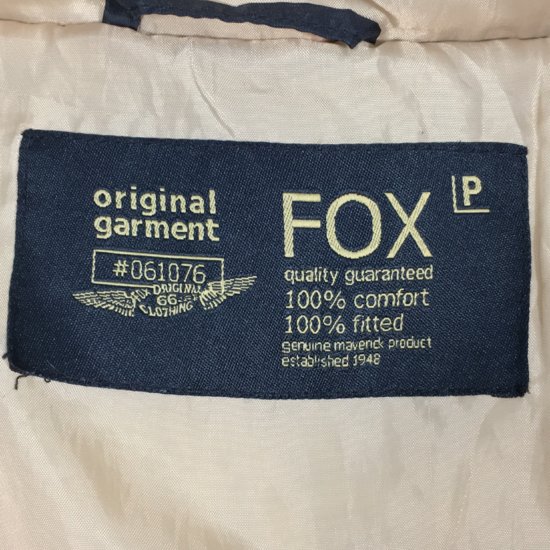 original
garment
#061076
ORIGINAL
66
CLOTHING
FOX
P
quality guaranteed
100% comfort
100% fitted
genuine maverick product
established 1948